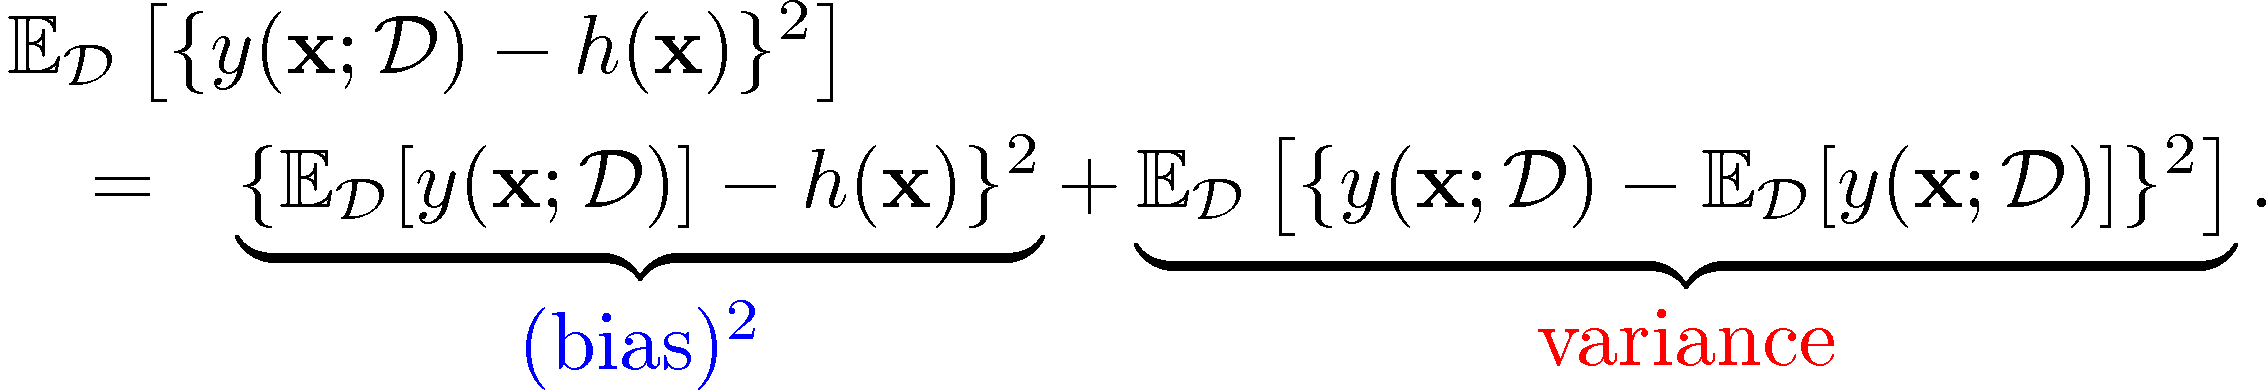 𝔼_𝒟 [{y(𝐱; 𝒟) − h(𝐱)}²]
= {𝔼_𝒟[y(𝐱; 𝒟)] − h(𝐱)}² + 𝔼_𝒟 [{y(𝐱; 𝒟) − 𝔼_𝒟[y(𝐱; 𝒟)]}²] .
(bias)² variance